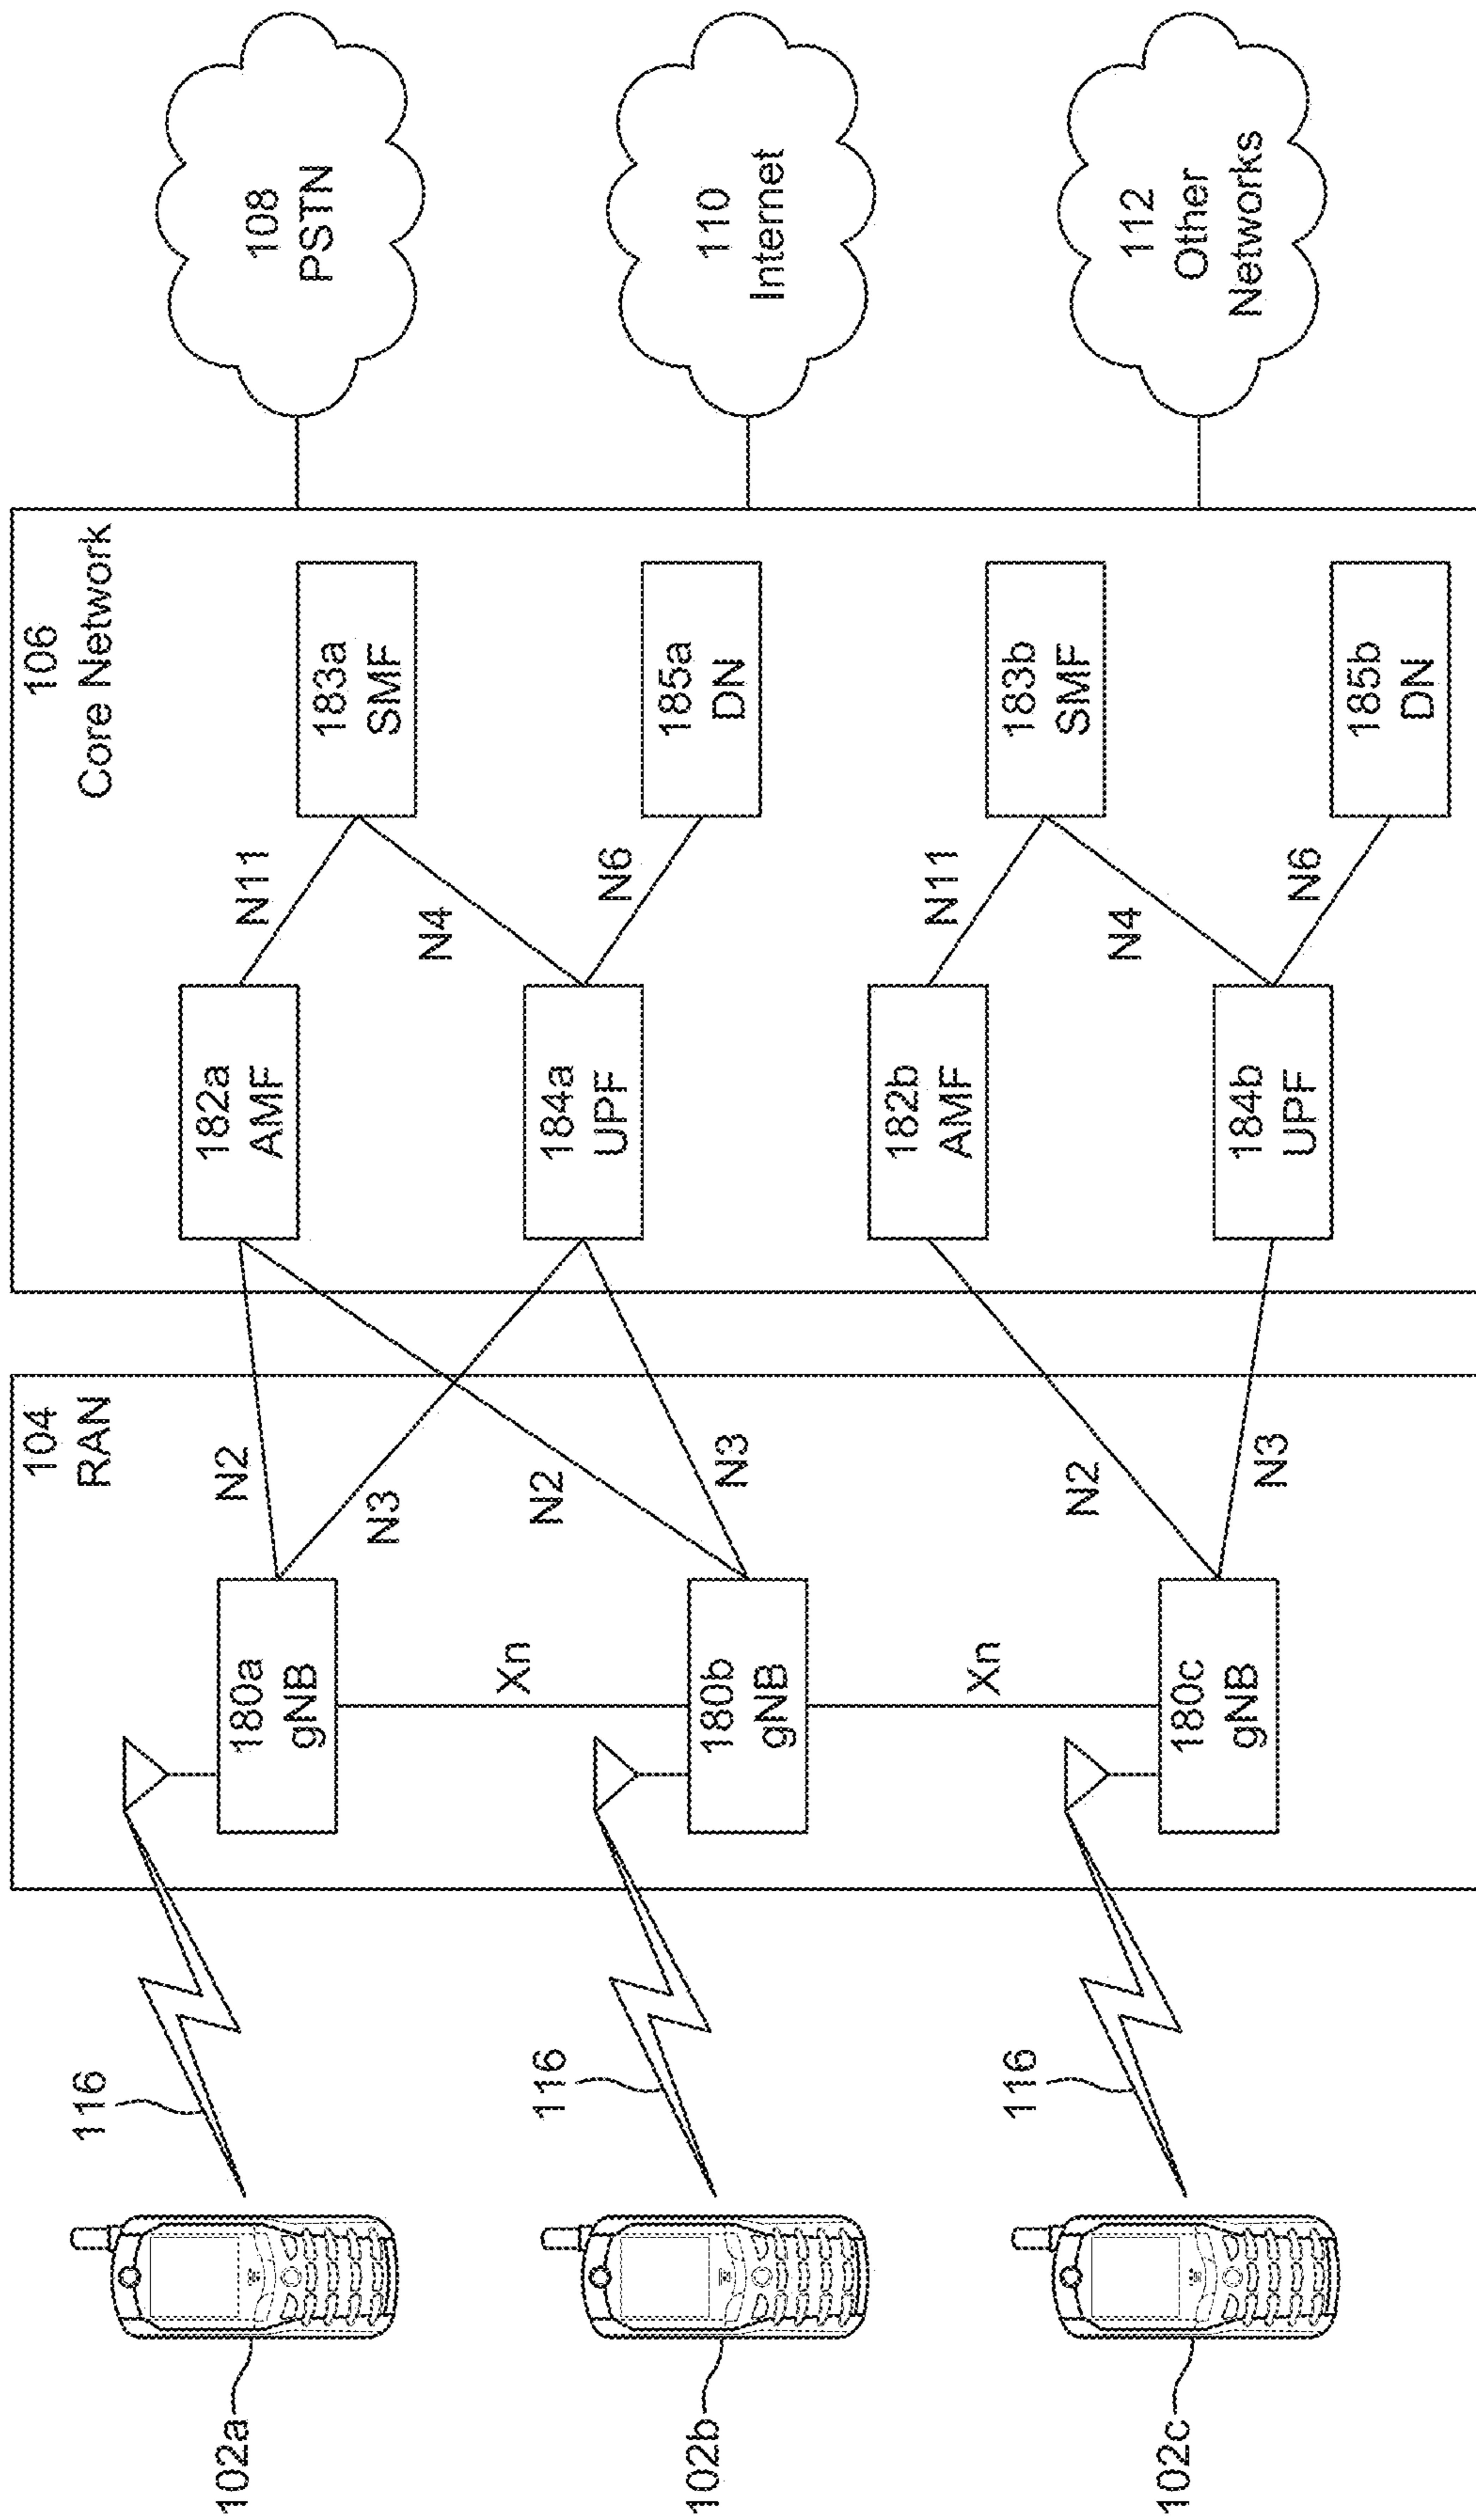 102a
102b
102c
116
116
116
104
RAN
180a
gNB
Xn
180b
gNB
Xn
180c
gNB
N2
N3
N2
N3
N2
N3
106
Core Network
182a
AMF
184a
UPF
182b
AMF
184b
UPF
N11
N4
N6
N11
N4
N6
183a
SMF
185a
DN
183b
SMF
185b
DN
108
PSTN
110
Internet
112
Other
Networks